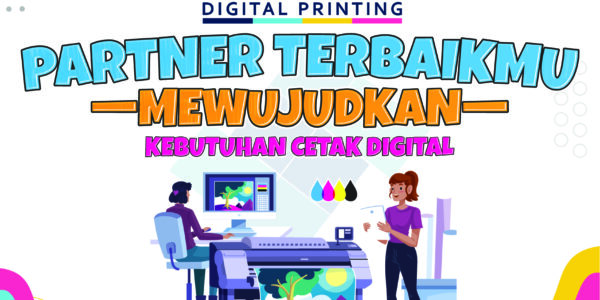 DIGITAL PRINTING
PARTNER TERBAIKMU
MEWUJUDKAN
KEBUTUHAN CETAK DIGITAL